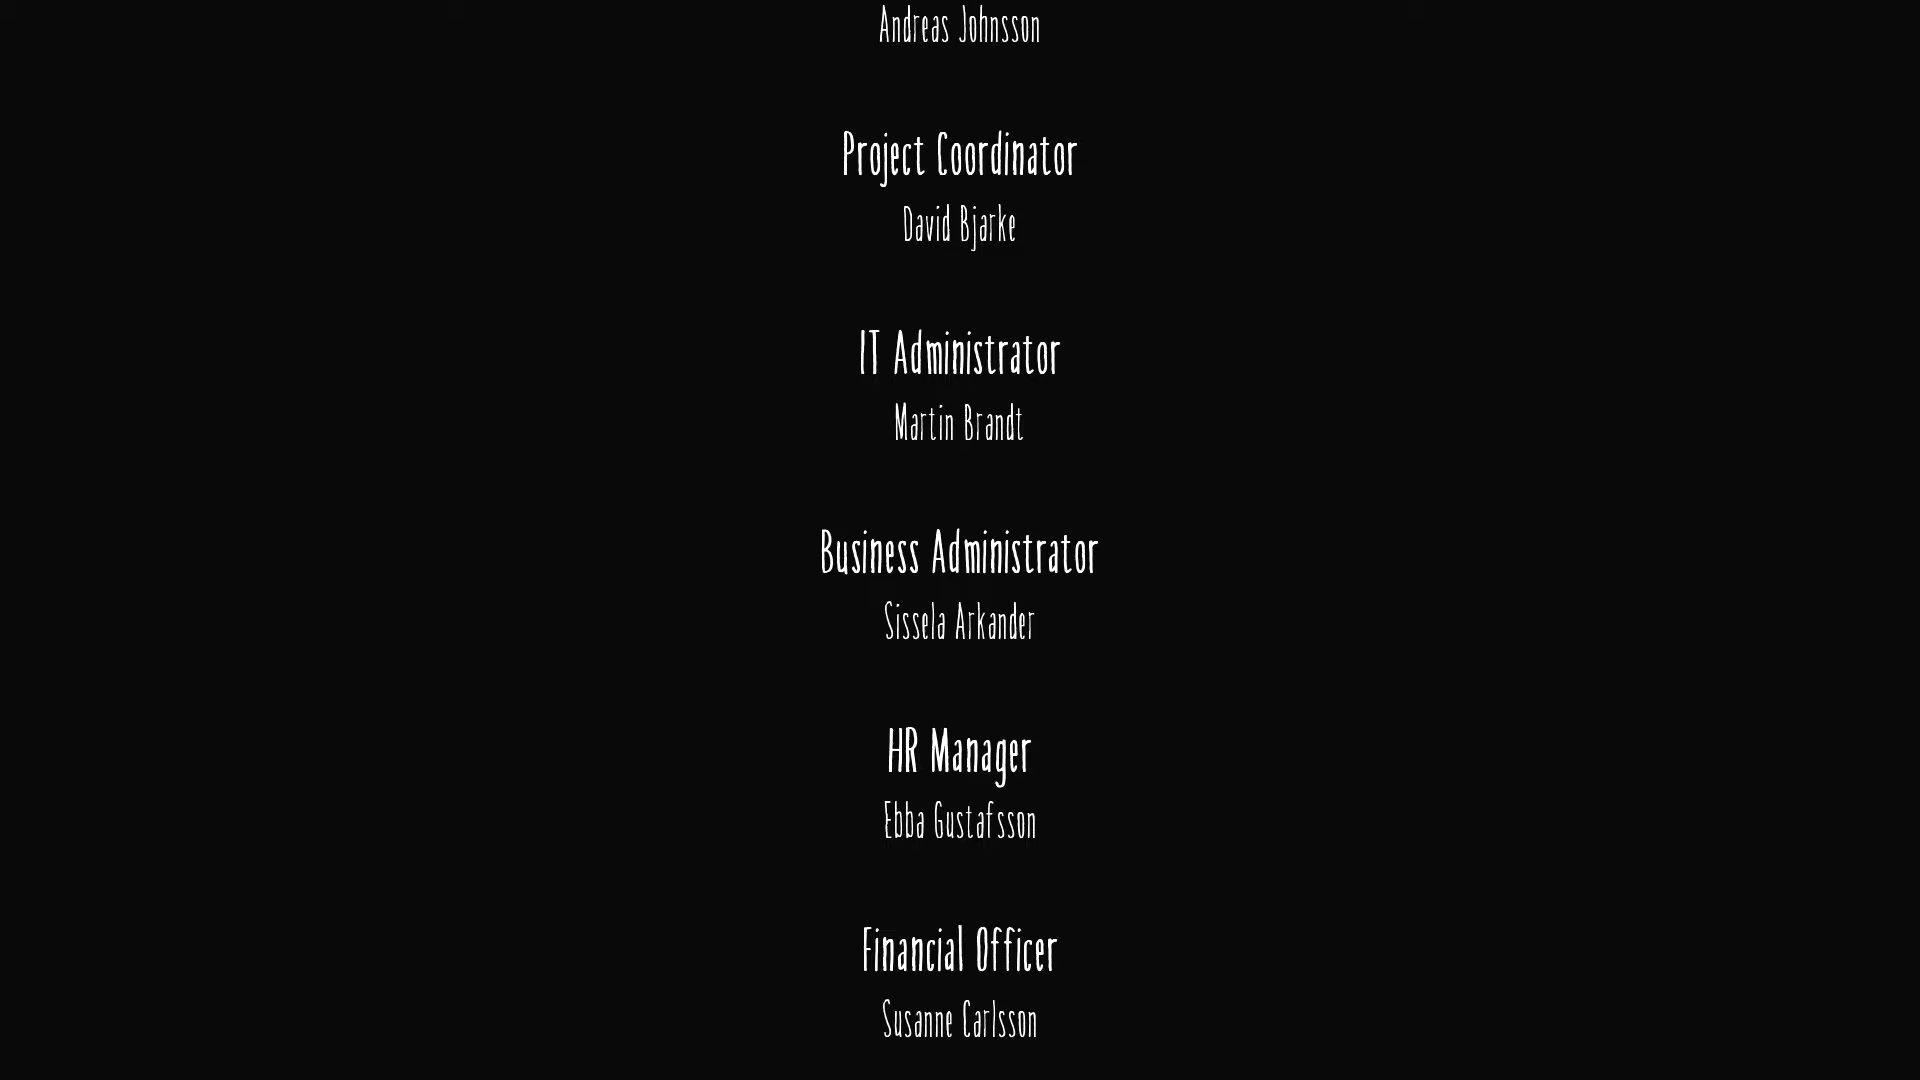 Andreas Johnsson
Project Coordinator
David Bjarke
IT Administrator
Martin Brandt
Business Administrator
Sissela Arkander
HR Manager
Ebba Gustafsson
Financial Officer
Susanne Carlsson